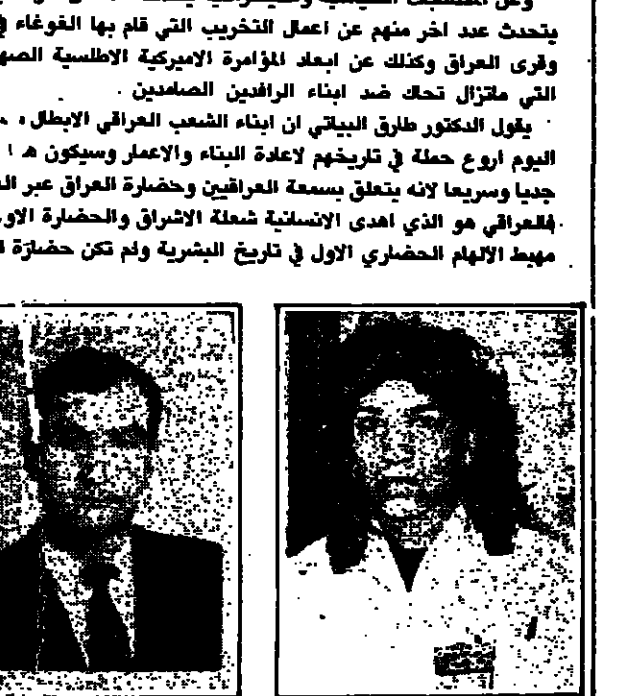 يتحدث عدد اخر منهم عن اعمال التخريب التي قام بها الغوغاء
وقرى العراق وكذلك عن ابعاد المؤامرة الاميركية الاطلسية
التي ماتزال تحاك ضد ابناء الرافدين الصامدين .
يقول الدكتور طارق البياتي ان ابناء الشعب العراقي الابطال
اليوم اروع حملة في تاريخهم لاعادة البناء والاعمار وسيكون
جديا وسريعا لانه يتعلق بسمعة العراقيين وحضارة العراق عبر
فالعراقي هو الذي اهدى الانسانية شعلة الاشراق والحضارة
مهبط الالهام الحضاري الاول في تاريخ البشرية ولم تكن حضارة